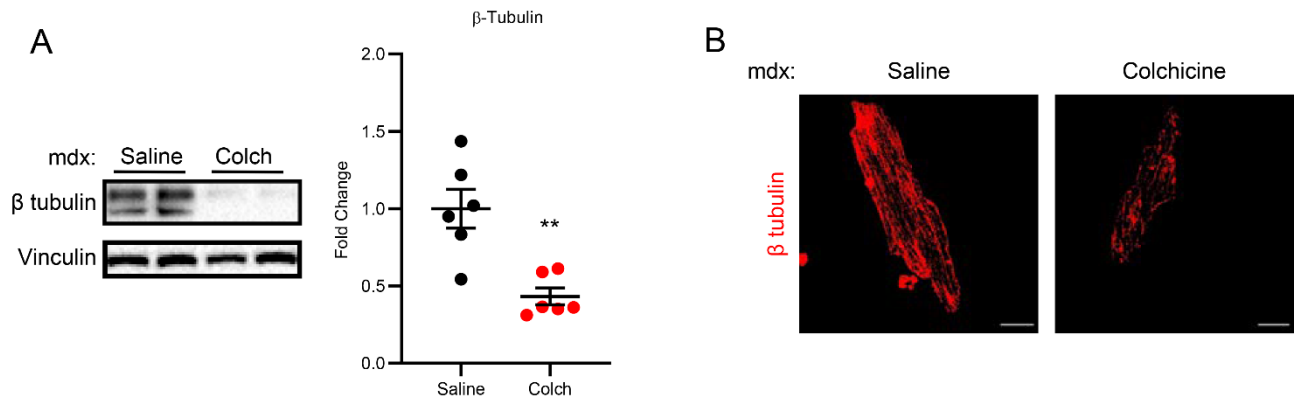 A
mdx:
Saline
Colch
β tubulin
Vinculin
β-Tubulin
Fold Change
2.0
1.5
1.0
0.5
0.0
**
Saline
Colch
B
mdx:
Saline
Colchicine
β tubulin